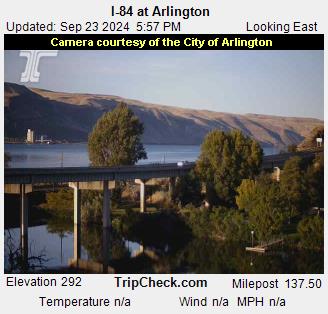 I-84 at Arlington
Updated: Sep 23 2024 5:57 PM Looking East
Camera courtesy of the City of Arlington
Elevation 292 TripCheck.com Milepost 137.50
Temperature n/a Wind n/a MPH n/a